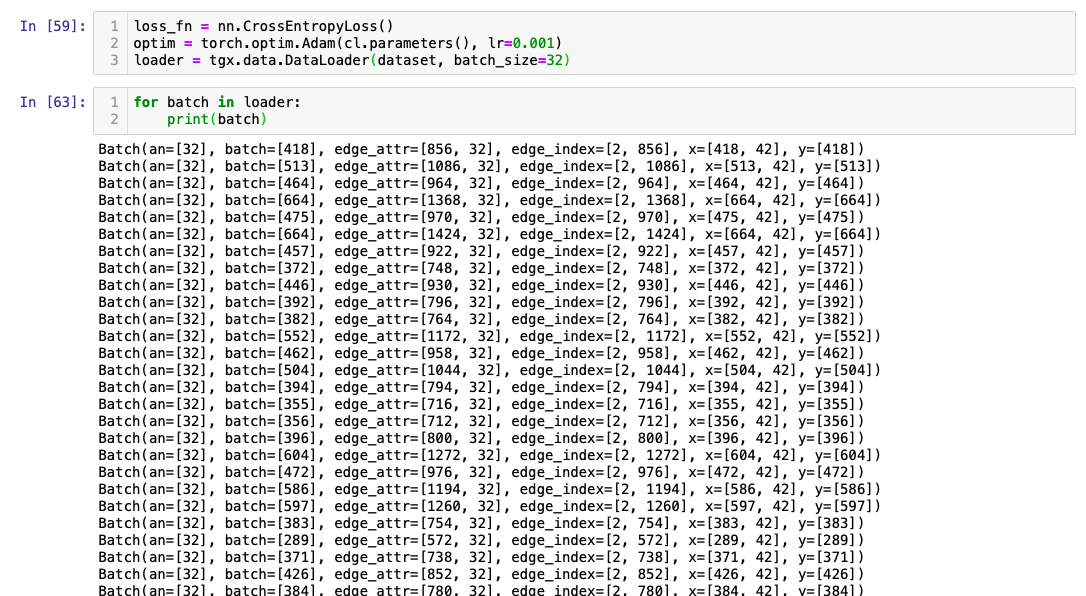 In [59]:
1 loss_fn = nn.CrossEntropyLoss()
2 optim = torch.optim.Adam(cl.parameters(), lr=0.001)
3 loader = tgx.data.DataLoader(dataset, batch_size=32)
In [63]:
1 for batch in loader:
2     print(batch)
Batch(an=[32], batch=[418], edge_attr=[856, 32], edge_index=[2, 856], x=[418, 42], y=[418])
Batch(an=[32], batch=[513], edge_attr=[1086, 32], edge_index=[2, 1086], x=[513, 42], y=[513])
Batch(an=[32], batch=[464], edge_attr=[964, 32], edge_index=[2, 964], x=[464, 42], y=[464])
Batch(an=[32], batch=[664], edge_attr=[1368, 32], edge_index=[2, 1368], x=[664, 42], y=[664])
Batch(an=[32], batch=[475], edge_attr=[970, 32], edge_index=[2, 970], x=[475, 42], y=[475])
Batch(an=[32], batch=[664], edge_attr=[1424, 32], edge_index=[2, 1424], x=[664, 42], y=[664])
Batch(an=[32], batch=[457], edge_attr=[922, 32], edge_index=[2, 922], x=[457, 42], y=[457])
Batch(an=[32], batch=[372], edge_attr=[748, 32], edge_index=[2, 748], x=[372, 42], y=[372])
Batch(an=[32], batch=[446], edge_attr=[930, 32], edge_index=[2, 930], x=[446, 42], y=[446])
Batch(an=[32], batch=[392], edge_attr=[796, 32], edge_index=[2, 796], x=[392, 42], y=[392])
Batch(an=[32], batch=[382], edge_attr=[764, 32], edge_index=[2, 764], x=[382, 42], y=[382])
Batch(an=[32], batch=[552], edge_attr=[1172, 32], edge_index=[2, 1172], x=[552, 42], y=[552])
Batch(an=[32], batch=[462], edge_attr=[958, 32], edge_index=[2, 958], x=[462, 42], y=[462])
Batch(an=[32], batch=[504], edge_attr=[1044, 32], edge_index=[2, 1044], x=[504, 42], y=[504])
Batch(an=[32], batch=[394], edge_attr=[794, 32], edge_index=[2, 794], x=[394, 42], y=[394])
Batch(an=[32], batch=[355], edge_attr=[716, 32], edge_index=[2, 716], x=[355, 42], y=[355])
Batch(an=[32], batch=[356], edge_attr=[712, 32], edge_index=[2, 712], x=[356, 42], y=[356])
Batch(an=[32], batch=[396], edge_attr=[800, 32], edge_index=[2, 800], x=[396, 42], y=[396])
Batch(an=[32], batch=[604], edge_attr=[1272, 32], edge_index=[2, 1272], x=[604, 42], y=[604])
Batch(an=[32], batch=[472], edge_attr=[976, 32], edge_index=[2, 976], x=[472, 42], y=[472])
Batch(an=[32], batch=[586], edge_attr=[1194, 32], edge_index=[2, 1194], x=[586, 42], y=[586])
Batch(an=[32], batch=[597], edge_attr=[1260, 32], edge_index=[2, 1260], x=[597, 42], y=[597])
Batch(an=[32], batch=[383], edge_attr=[754, 32], edge_index=[2, 754], x=[383, 42], y=[383])
Batch(an=[32], batch=[289], edge_attr=[572, 32], edge_index=[2, 572], x=[289, 42], y=[289])
Batch(an=[32], batch=[371], edge_attr=[738, 32], edge_index=[2, 738], x=[371, 42], y=[371])
Batch(an=[32], batch=[426], edge_attr=[852, 32], edge_index=[2, 852], x=[426, 42], y=[426])
Batch(an=[32], batch=[384], edge_attr=[780, 32], edge_index=[2, 780], x=[384, 42], y=[384])